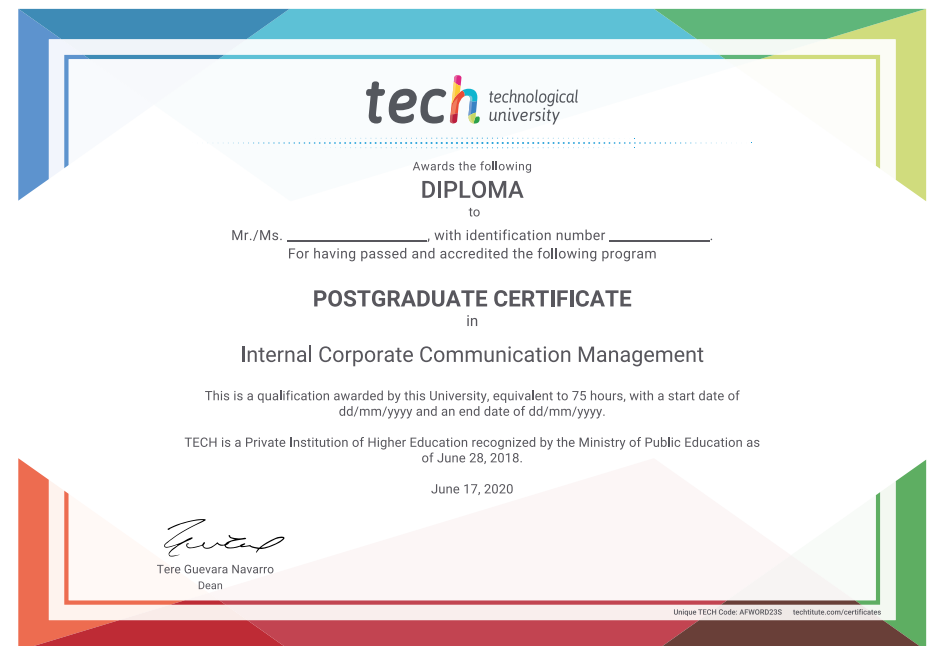 tech technological
university
Awards the following
DIPLOMA
to
Mr./Ms. ____________, with identification number ____________.
For having passed and accredited the following program
POSTGRADUATE CERTIFICATE
in
Internal Corporate Communication Management
This is a qualification awarded by this University, equivalent to 75 hours, with a start date of
dd/mm/yyyy and an end date of dd/mm/yyyy.
TECH is a Private Institution of Higher Education recognized by the Ministry of Public Education as
of June 28, 2018.
June 17, 2020
Tere Guevara Navarro
Dean
Unique TECH Code: AFWORD23S techtitute.com/certificates